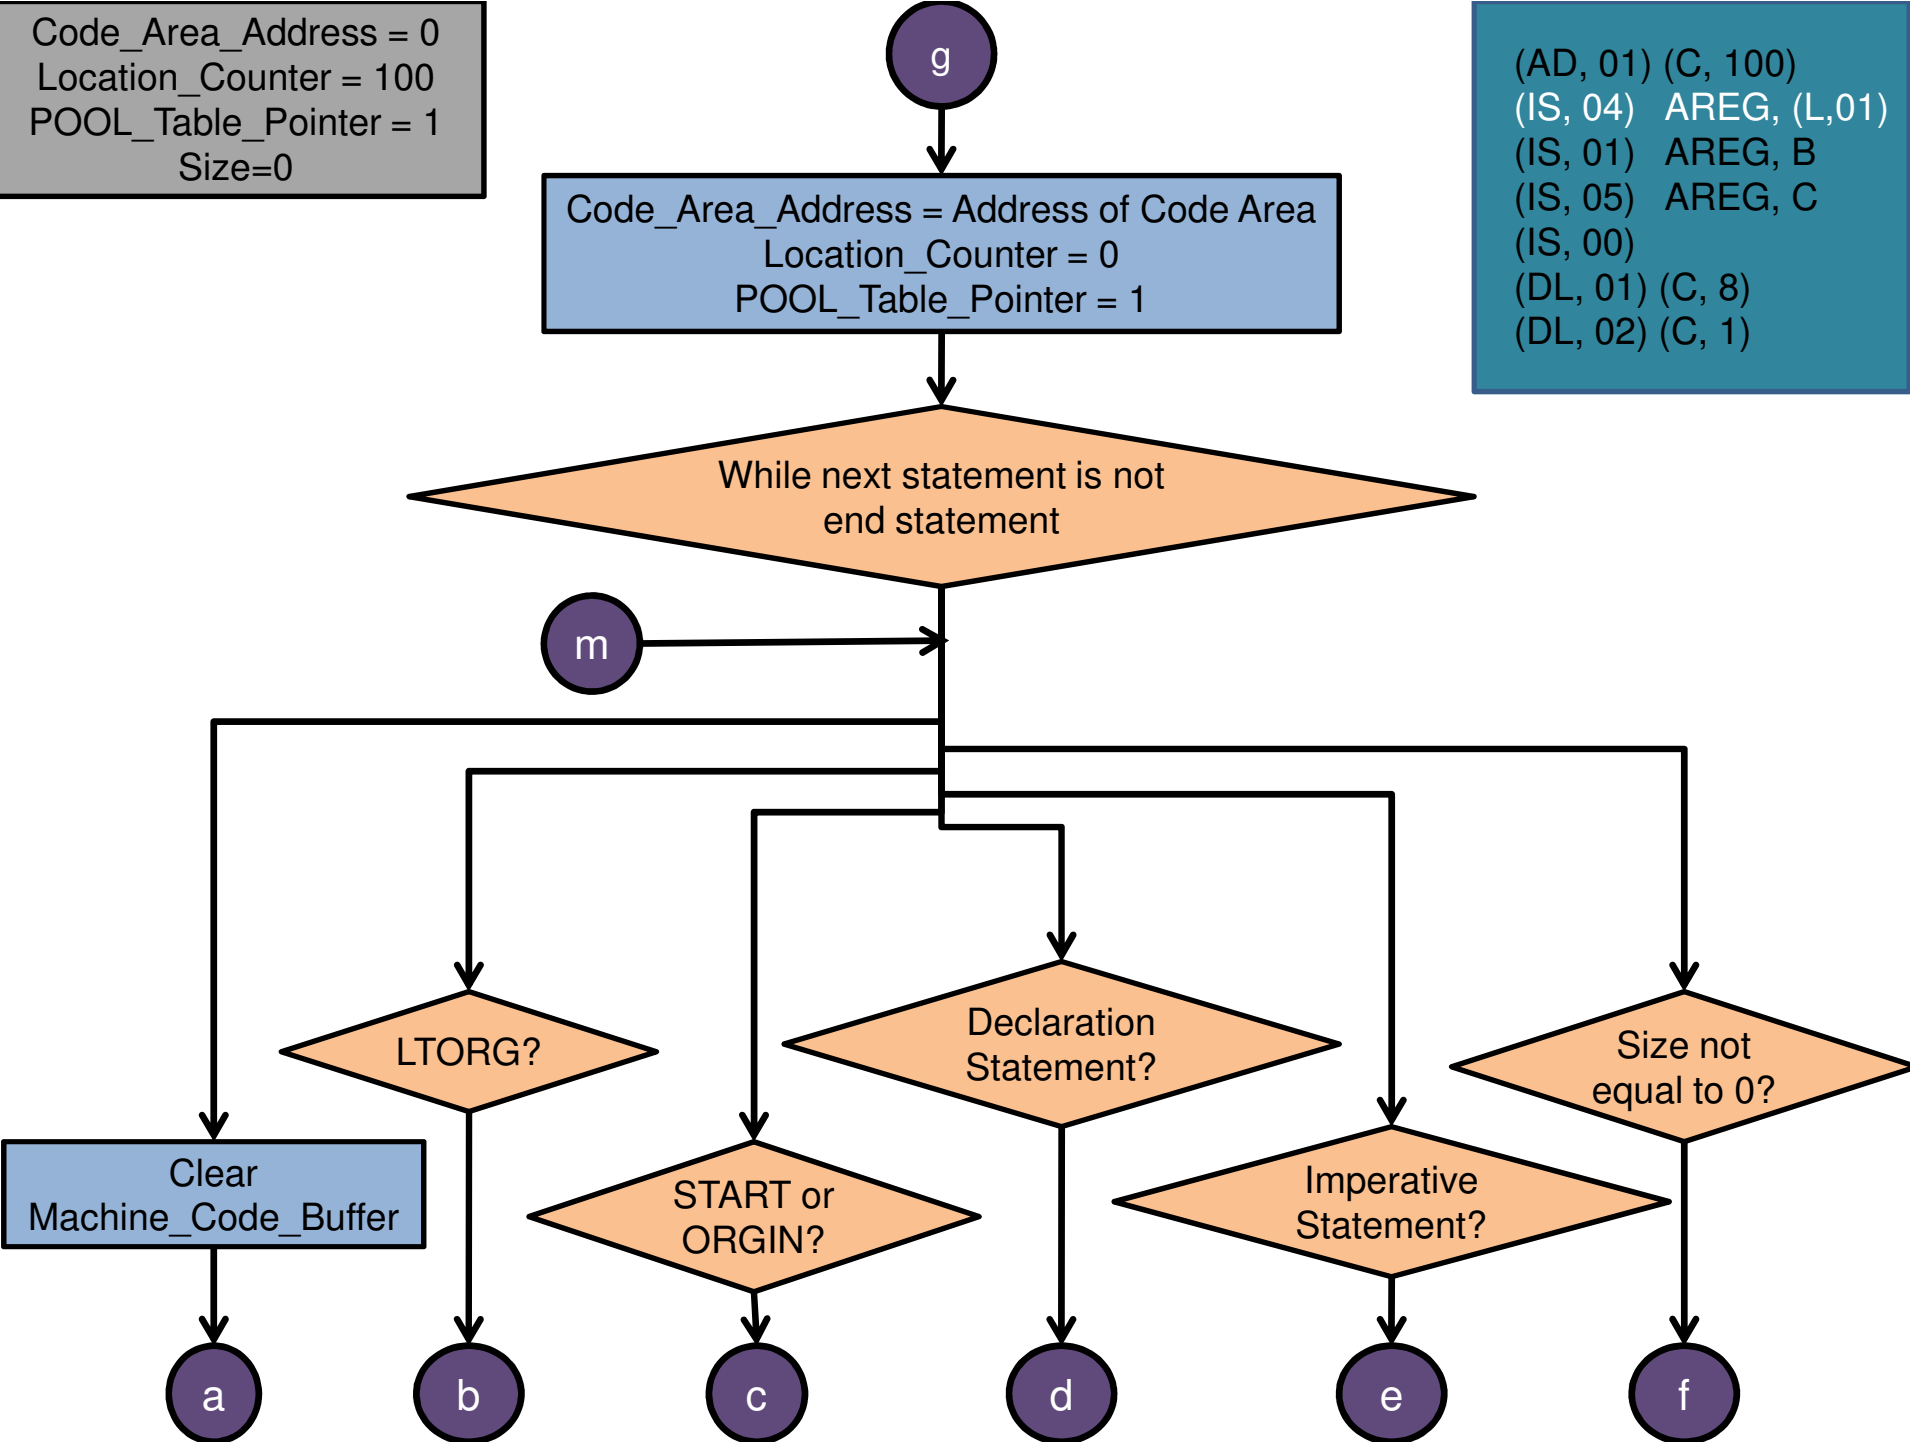 Code_Area_Address = 0
Location_Counter = 100
POOL_Table_Pointer = 1
Size=0
g
(AD, 01) (C, 100)
(IS, 04) AREG, (L,01)
(IS, 01) AREG, B
(IS, 05) AREG, C
(IS, 00)
(DL, 01) (C, 8)
(DL, 02) (C, 1)
Code_Area_Address = Address of Code Area
Location_Counter = 0
POOL_Table_Pointer = 1
While next statement is not
end statement
m
LTORG?
Declaration
Statement?
Size not
equal to 0?
Clear
Machine_Code_Buffer
START or
ORGIN?
Imperative
Statement?
a
b
c
d
e
f